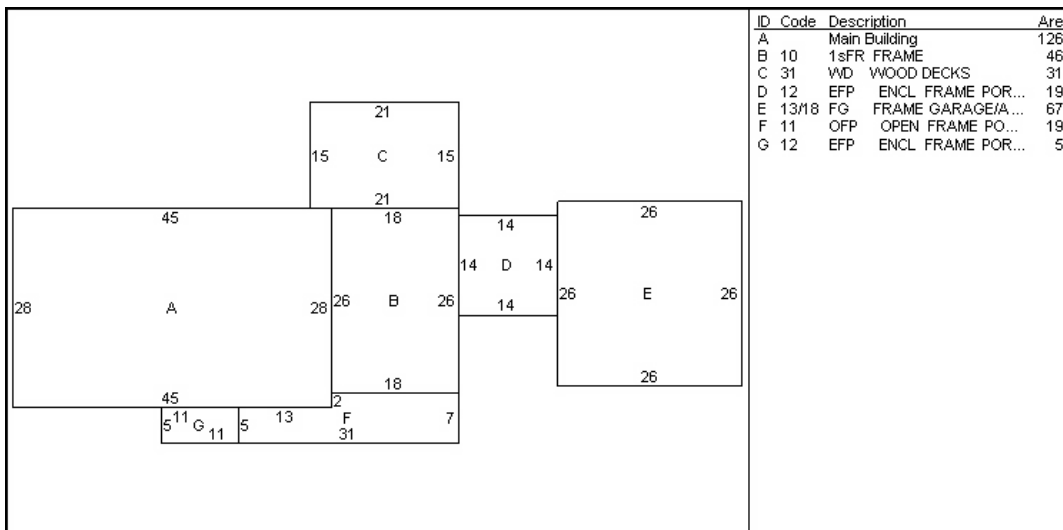 ID Code Description Are
A Main Building 126
B 10 1sFR FRAME 46
C 31 WD WOOD DECKS 31
D 12 EFP ENCL FRAME POR... 19
E 13/18 FG FRAME GARAGE/A... 67
F 11 OFP OPEN FRAME PO... 19
G 12 EFP ENCL FRAME POR... 5
21
15 C 15
21
45 18 14 26
14 D 14
28 A 28 26 B 26 14 26 E 26
18 26
45 2
5 11 G 11 5 13 F 7
31